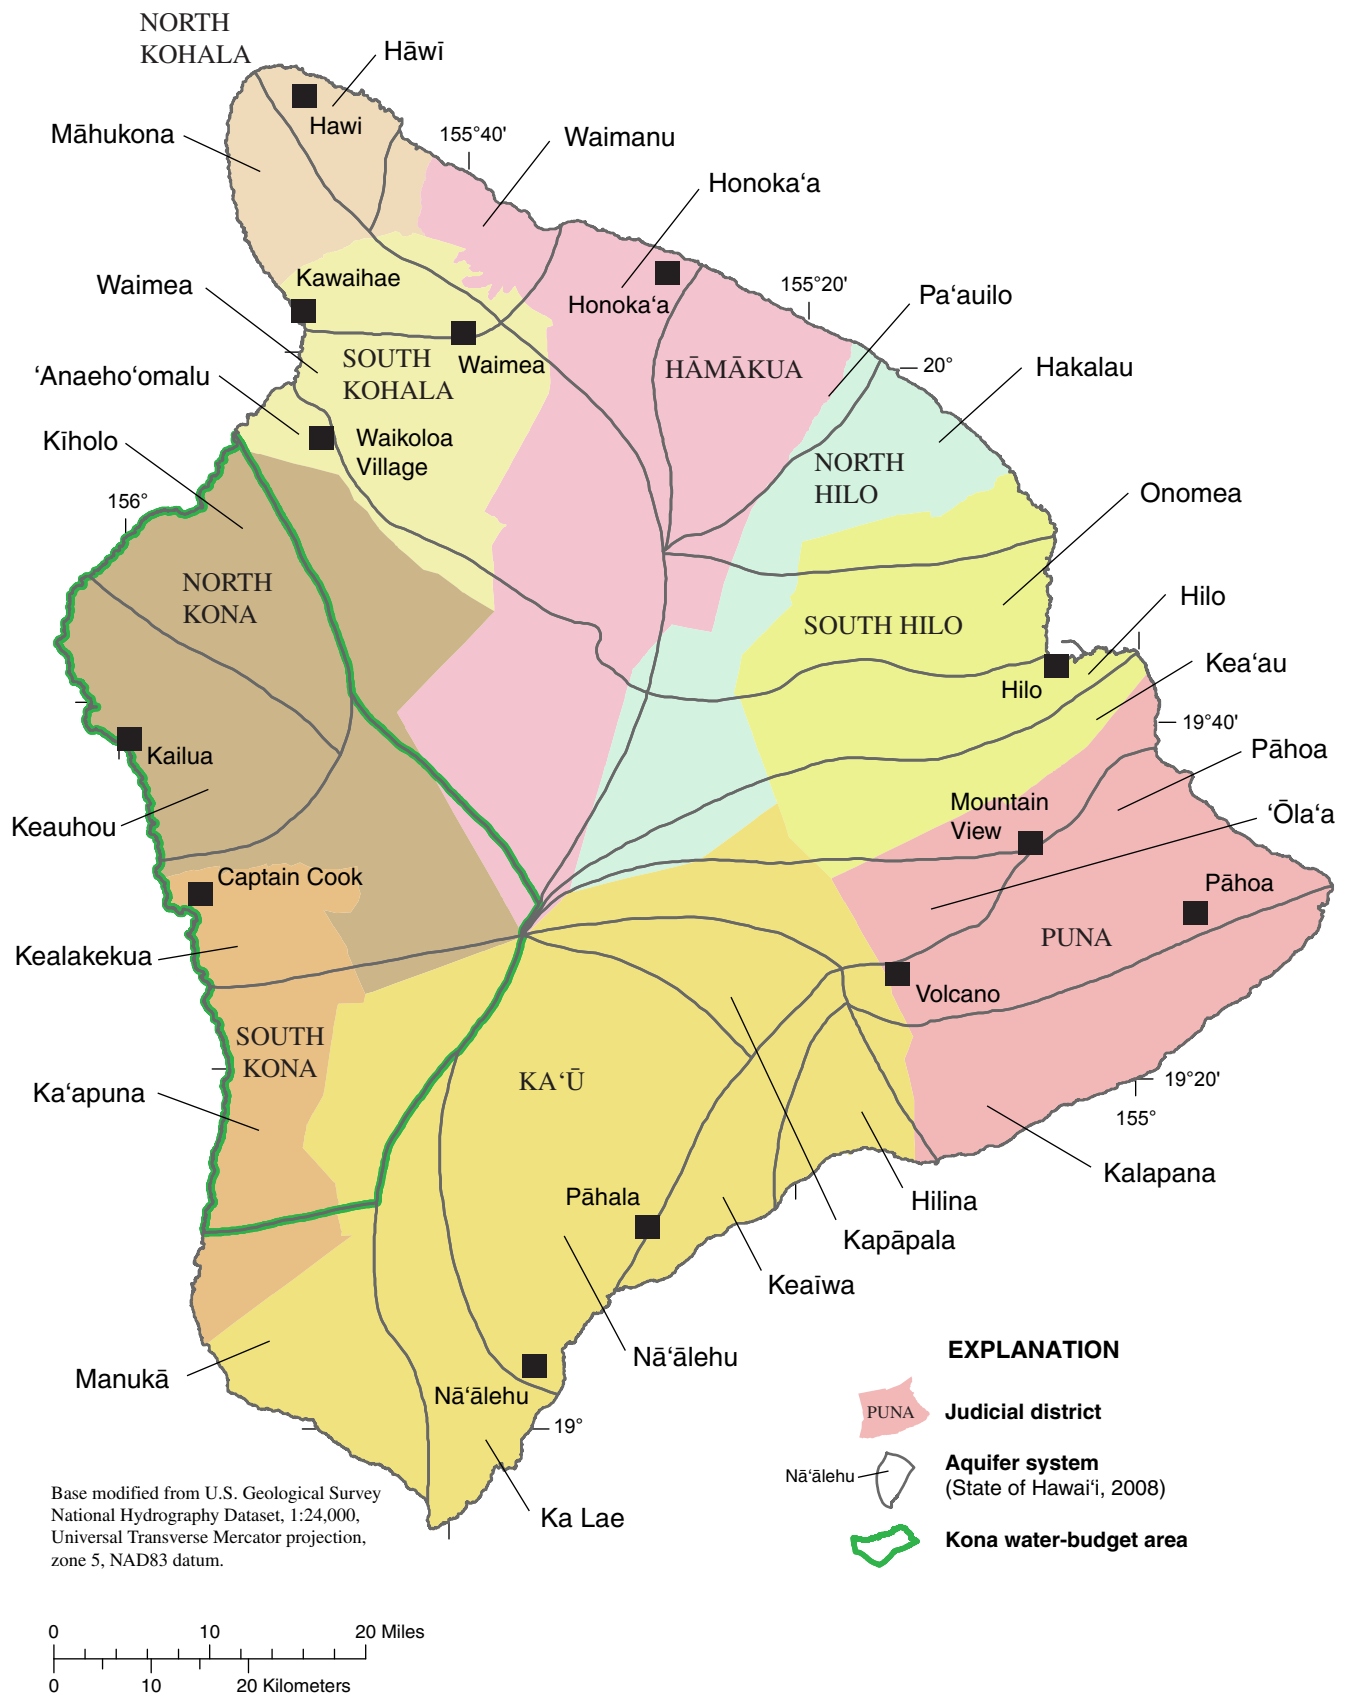 NORTH
KOHALA
Hāwī
Hawi
Māhukona
155°40'
Waimanu
Honokaʻa
Honokaʻa
Waimea
Kawaihae
155°20'
Paʻauilo
Waimea
SOUTH
KOHALA
HĀMĀKUA
20°
Hakalau
ʻAnaehoʻomalu
Kīholo
Waikoloa
Village
NORTH
HILO
156°
Onomea
NORTH
KONA
Hilo
SOUTH HILO
Keaʻau
Hilo
19°40'
Kailua
Pāhoa
Keauhou
Mountain
View
ʻŌlaʻa
Captain Cook
Pāhoa
Kealakekua
PUNA
Volcano
SOUTH
KONA
KAʻŪ
19°20'
155°
Kaʻapuna
Kalapana
Pāhala
Hilina
Kapāpala
Keaīwa
Nāʻālehu
Manukā
Nāʻālehu
19°
Ka Lae
EXPLANATION
PUNA
Judicial district
Nāʻālehu
Aquifer system
(State of Hawaiʻi, 2008)
Kona water-budget area
Base modified from U.S. Geological Survey
National Hydrography Dataset, 1:24,000,
Universal Transverse Mercator projection,
zone 5, NAD83 datum.
0 10 20 Miles
0 10 20 Kilometers